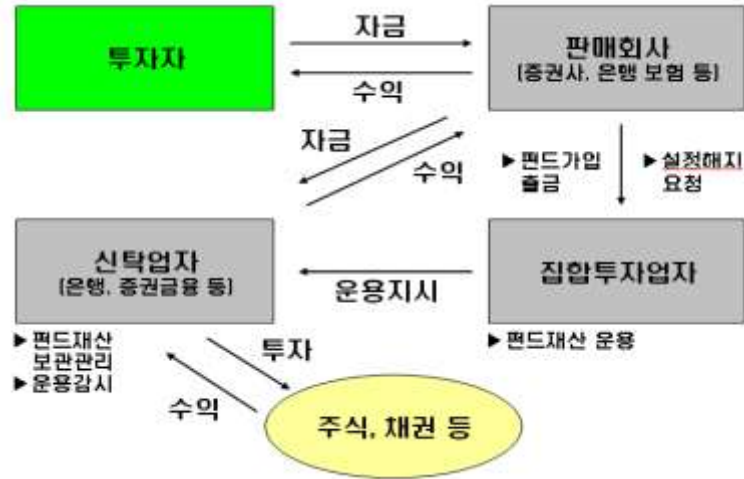 자금
투자자
판매회사
(증권사, 은행 보험 등)
수익
자금
수익
▶ 펀드가입
출금
▶ 설정해지
요청
신탁업자
(은행, 증권금융 등)
운용지시
집합투자업자
▶ 펀드재산
보관관리
▶ 운용감시
투자
▶ 펀드재산 운용
수익
주식, 채권 등